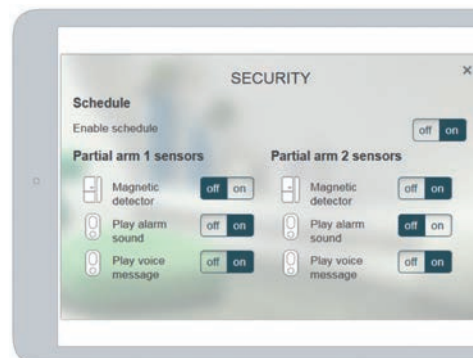 SECURITY
×
Schedule
Enable schedule
off on
Partial arm 1 sensors
Partial arm 2 sensors
Magnetic detector
off on
Magnetic detector
off on
Play alarm sound
off on
Play alarm sound
off on
Play voice message
off on
Play voice message
off on